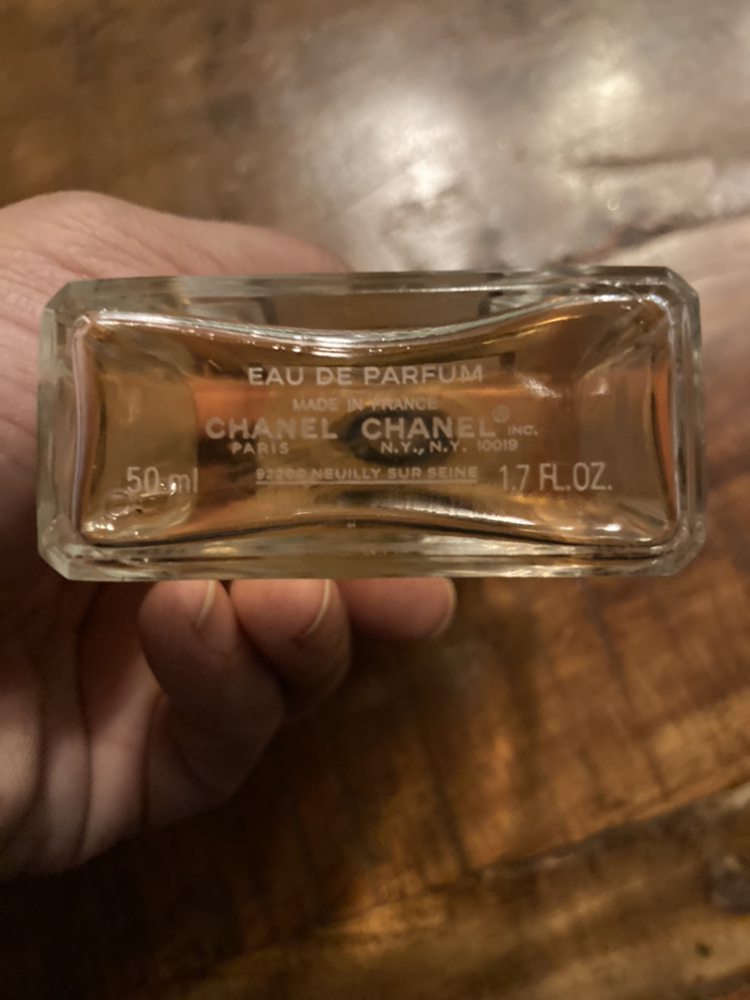 EAU DE PARFUM
MADE IN FRANCE
CHANEL CHANEL® INC.
PARIS N.Y., N.Y. 10019
50 ml 92200 NEUILLY SUR SEINE 1.7 FL.OZ.